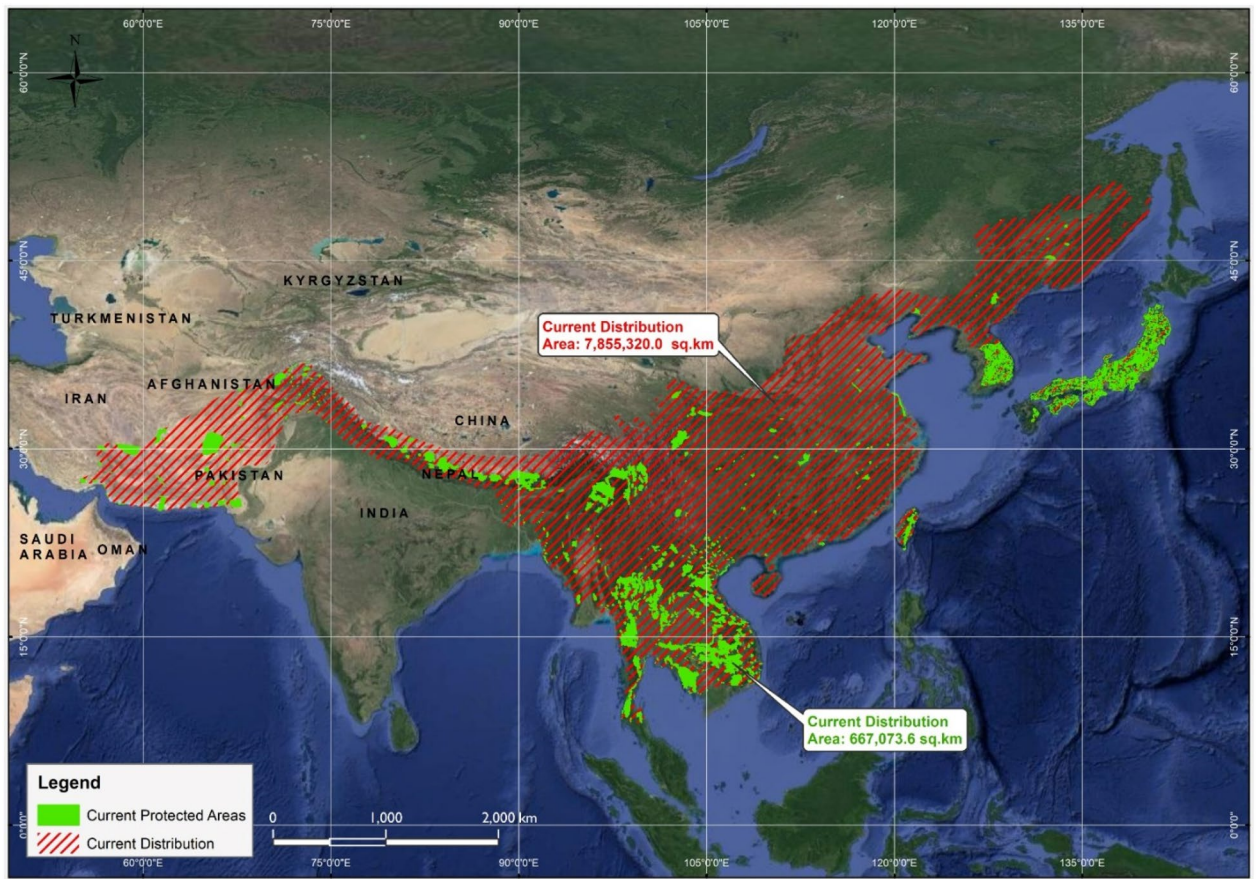 60°0'0"E 75°0'0"E 90°0'0"E 105°0'0"E 120°0'0"E 135°0'0"E
N
60°0'0"N 60°0'0"N
45°0'0"N 45°0'0"N
KYRGYZSTAN
TURKMENISTAN
Current Distribution
Area: 7,855,320.0 sq.km
AFGHANISTAN
IRAN
CHINA
30°0'0"N 30°0'0"N
PAKISTAN
NEPAL
INDIA
SAUDI
ARABIA
OMAN
15°0'0"N 15°0'0"N
Current Distribution
Area: 667,073.6 sq.km
Legend
Current Protected Areas
Current Distribution
0 1,000 2,000 km
0°0'0" 0°0'0"
60°0'0"E 75°0'0"E 90°0'0"E 105°0'0"E 120°0'0"E 135°0'0"E